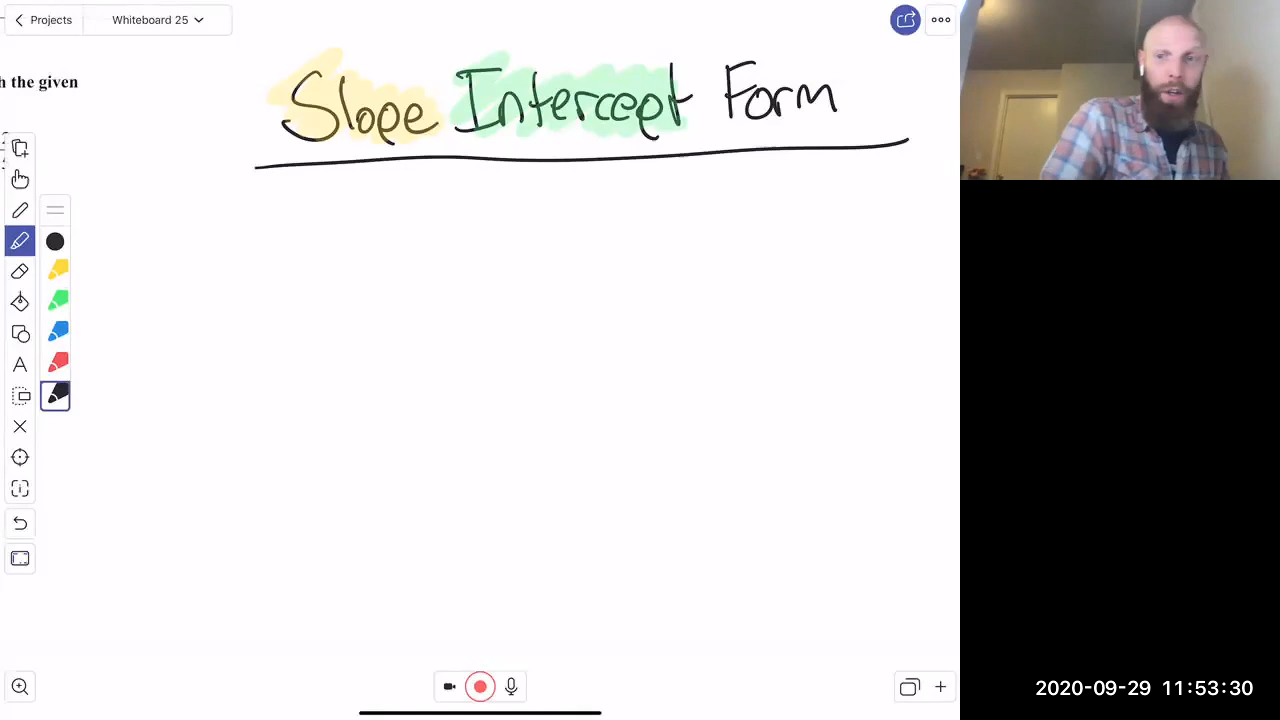 Projects
Whiteboard 25
h the given
Slope Intercept Form
A
2020-09-29 11:53:30